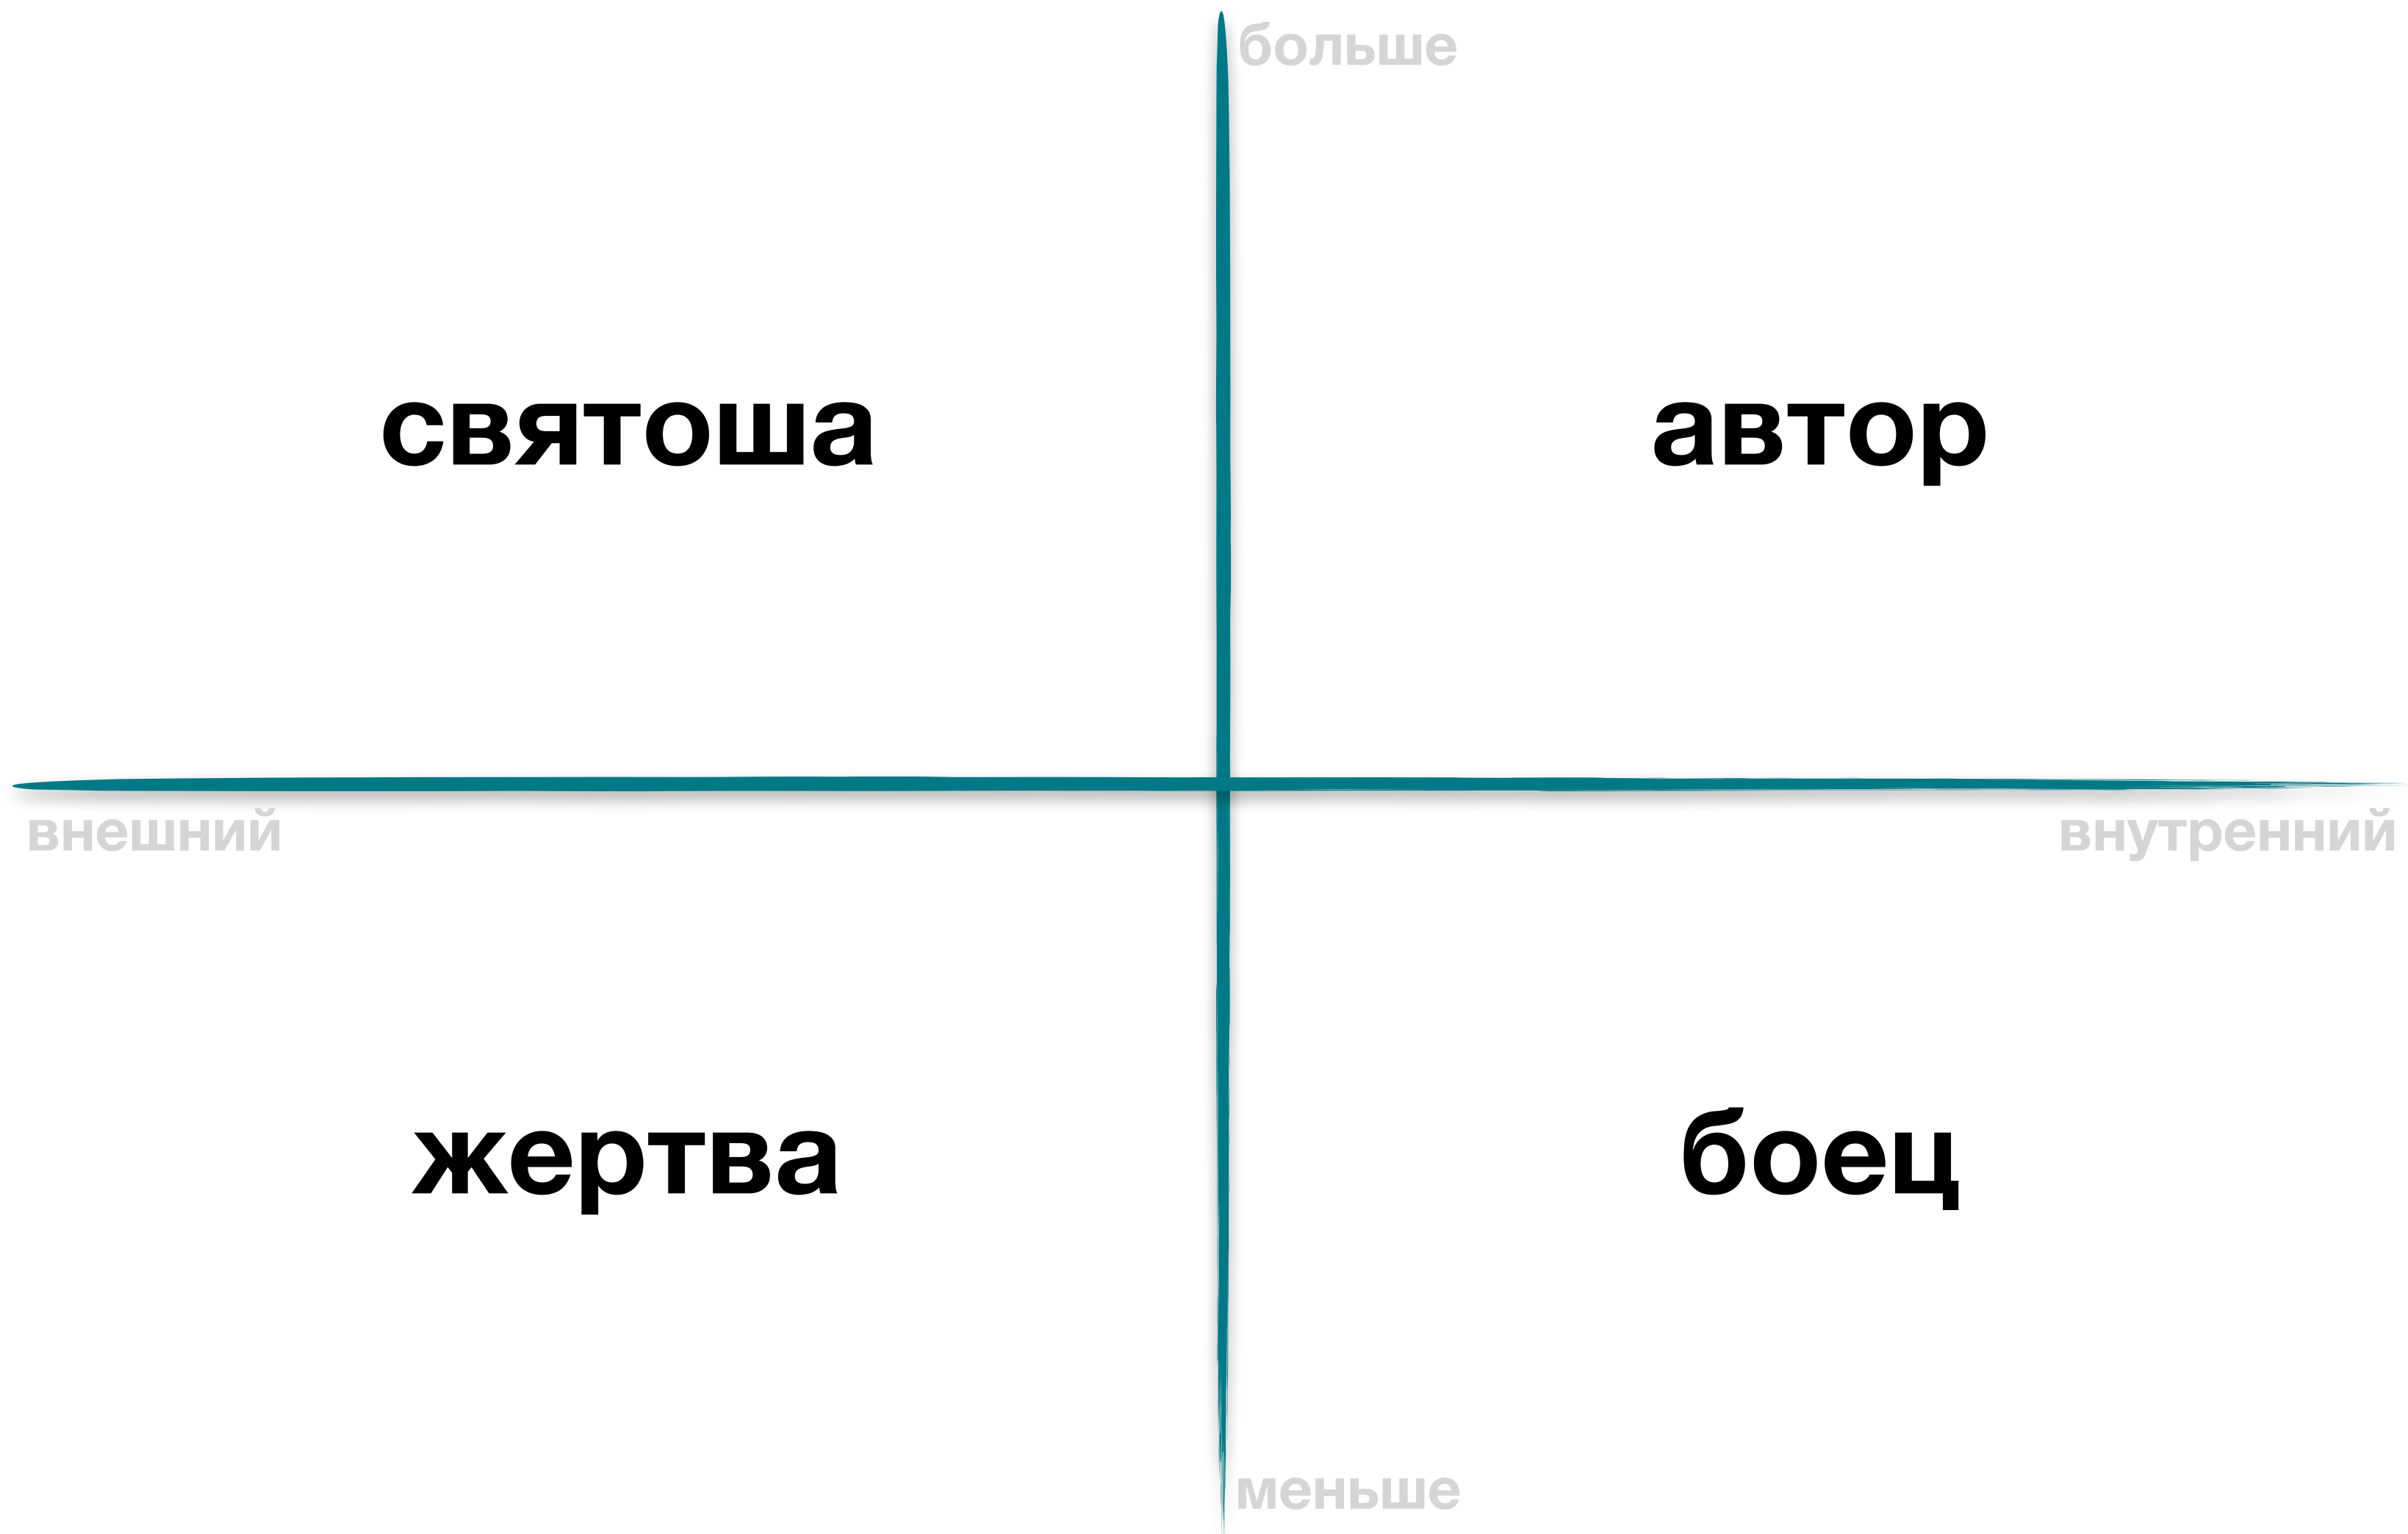 больше
святоша
автор
внешний
внутренний
жертва
боец
меньше